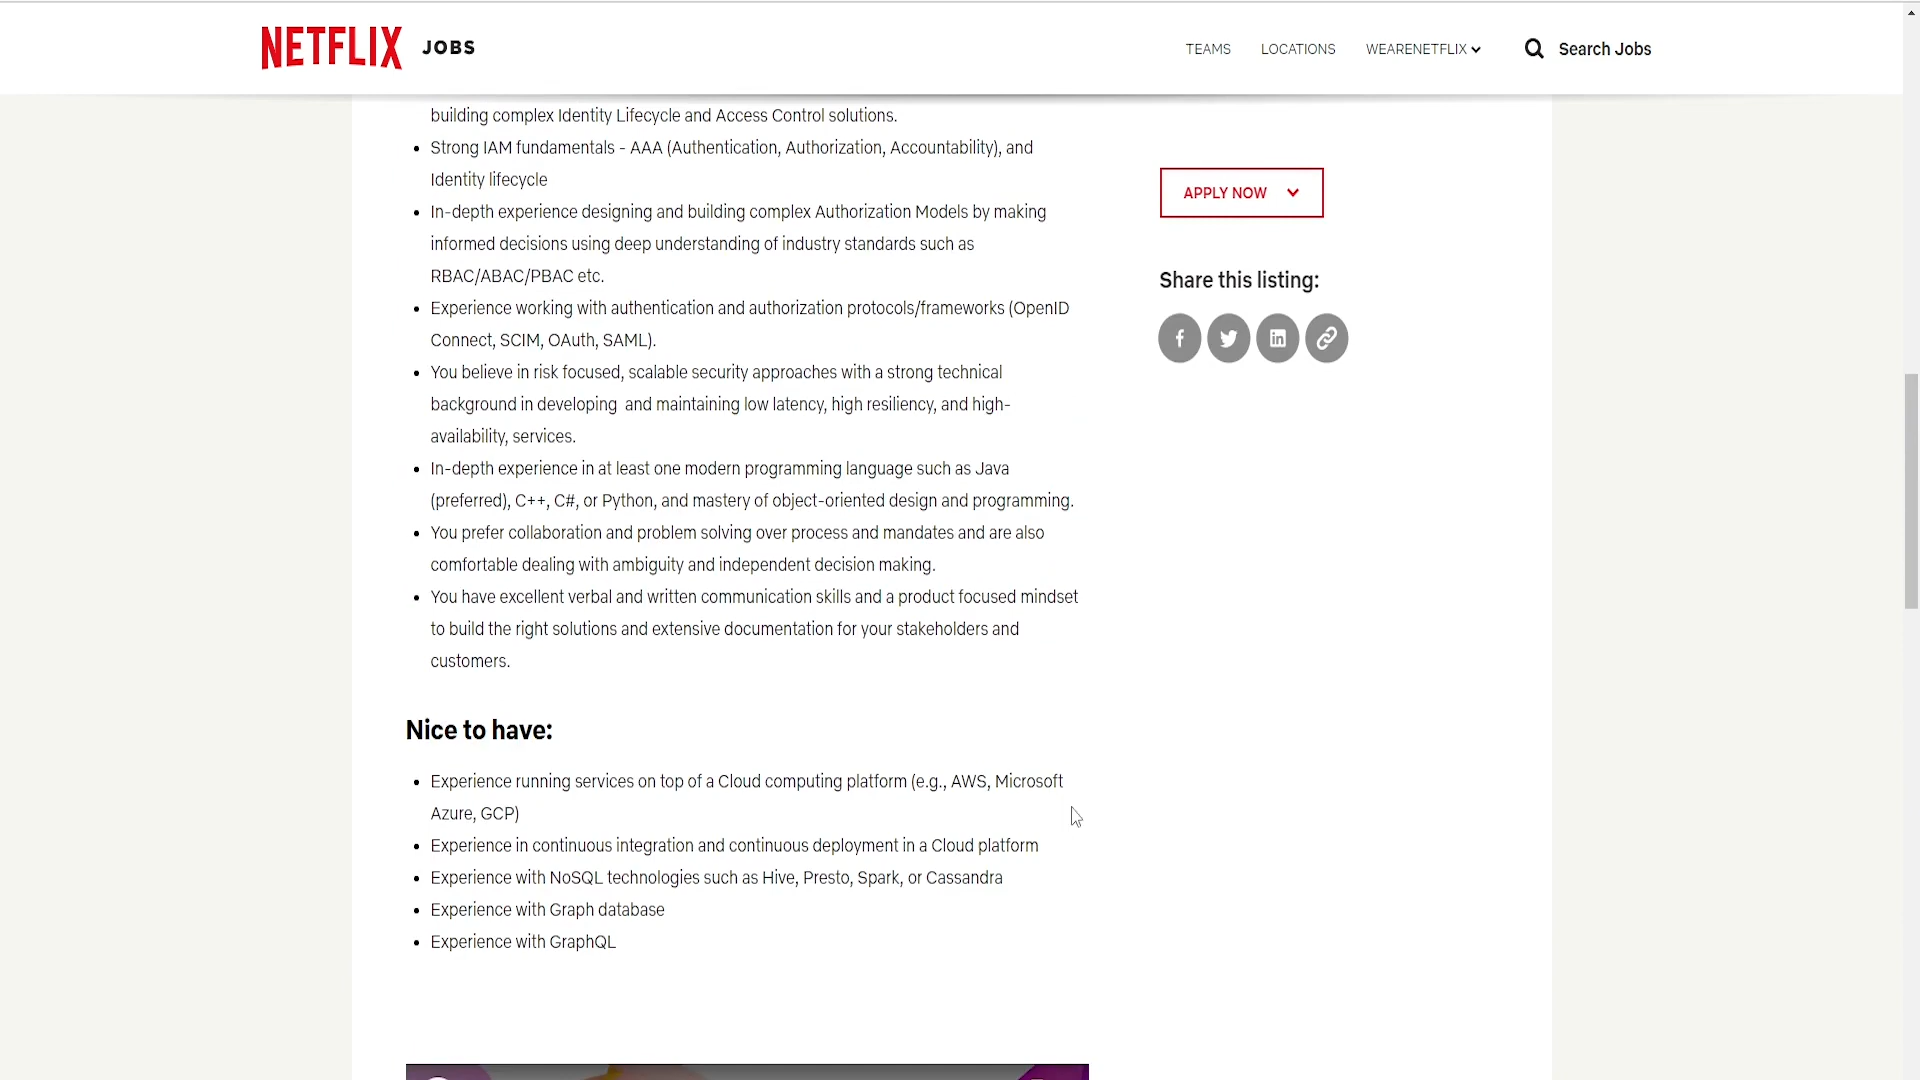 NETFLIX JOBS
TEAMS LOCATIONS WEARENETFLIX Search Jobs
building complex Identity Lifecycle and Access Control solutions.
• Strong IAM fundamentals - AAA (Authentication, Authorization, Accountability), and
Identity lifecycle
• In-depth experience designing and building complex Authorization Models by making
informed decisions using deep understanding of industry standards such as
RBAC/ABAC/PBAC etc.
• Experience working with authentication and authorization protocols/frameworks (OpenID
Connect, SCIM, OAuth, SAML).
• You believe in risk focused, scalable security approaches with a strong technical
background in developing  and maintaining low latency, high resiliency, and high-
availability, services.
• In-depth experience in at least one modern programming language such as Java
(preferred), C++, C#, or Python, and mastery of object-oriented design and programming.
• You prefer collaboration and problem solving over process and mandates and are also
comfortable dealing with ambiguity and independent decision making.
• You have excellent verbal and written communication skills and a product focused mindset
to build the right solutions and extensive documentation for your stakeholders and
customers.
Nice to have:
• Experience running services on top of a Cloud computing platform (e.g., AWS, Microsoft
Azure, GCP)
• Experience in continuous integration and continuous deployment in a Cloud platform
• Experience with NoSQL technologies such as Hive, Presto, Spark, or Cassandra
• Experience with Graph database
• Experience with GraphQL
APPLY NOW
Share this listing: